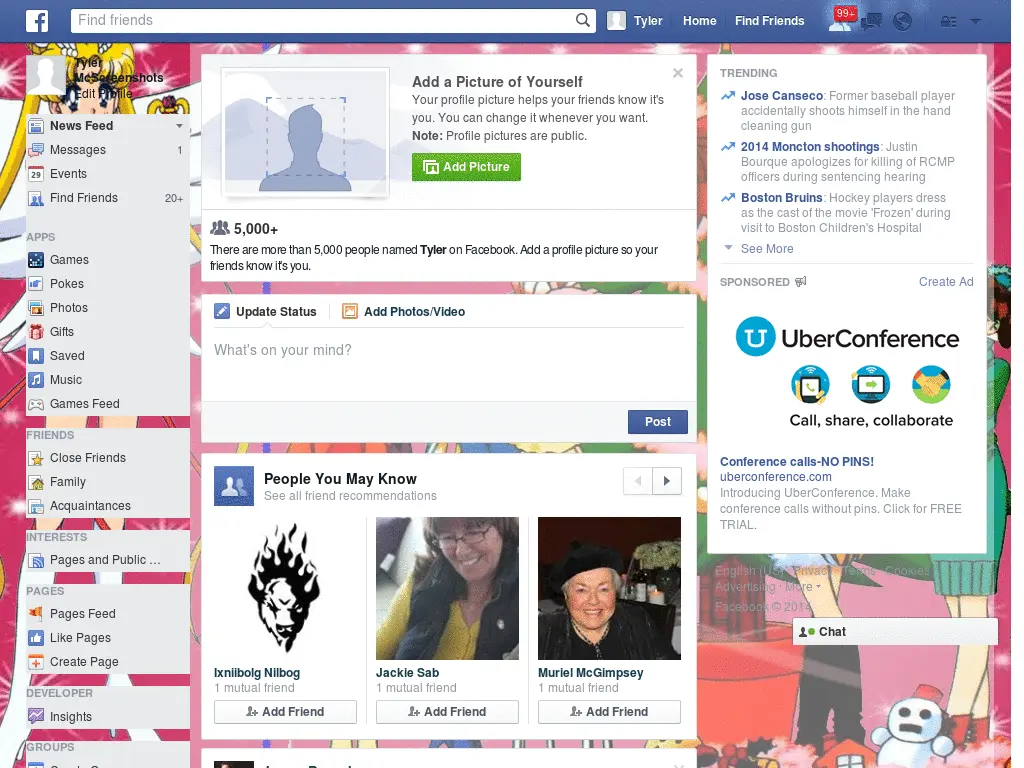 Find friends
Tyler
Home
Find Friends
99+
Tyler
McScreenshots
Edit Profile
News Feed
Messages 1
29 Events
Find Friends 20+
APPS
Games
Pokes
Photos
Gifts
Saved
Music
Games Feed
FRIENDS
Close Friends
Family
Acquaintances
INTERESTS
Pages and Public ...
PAGES
Pages Feed
Like Pages
Create Page
DEVELOPER
Insights
GROUPS
Add a Picture of Yourself
Your profile picture helps your friends know it's
you. You can change it whenever you want.
Note: Profile pictures are public.
Add Picture
5,000+
There are more than 5,000 people named Tyler on Facebook. Add a profile picture so your
friends know it's you.
Update Status
Add Photos/Video
What's on your mind?
Post
People You May Know
See all friend recommendations
Ixniibolg Nilbog
1 mutual friend
Add Friend
Jackie Sab
1 mutual friend
Add Friend
Muriel McGimpsey
1 mutual friend
Add Friend
TRENDING
Jose Canseco: Former baseball player
accidentally shoots himself in the hand
cleaning gun
2014 Moncton shootings: Justin
Bourque apologizes for killing of RCMP
officers during sentencing hearing
Boston Bruins: Hockey players dress
as the cast of the movie 'Frozen' during
visit to Boston Children's Hospital
See More
SPONSORED
Create Ad
UberConference
Call, share, collaborate
Conference calls-NO PINS!
uberconference.com
Introducing UberConference. Make
conference calls without pins. Click for FREE
TRIAL.
English (US) · Privacy · Terms · Cookies
Advertising · More
Facebook © 2014
Chat